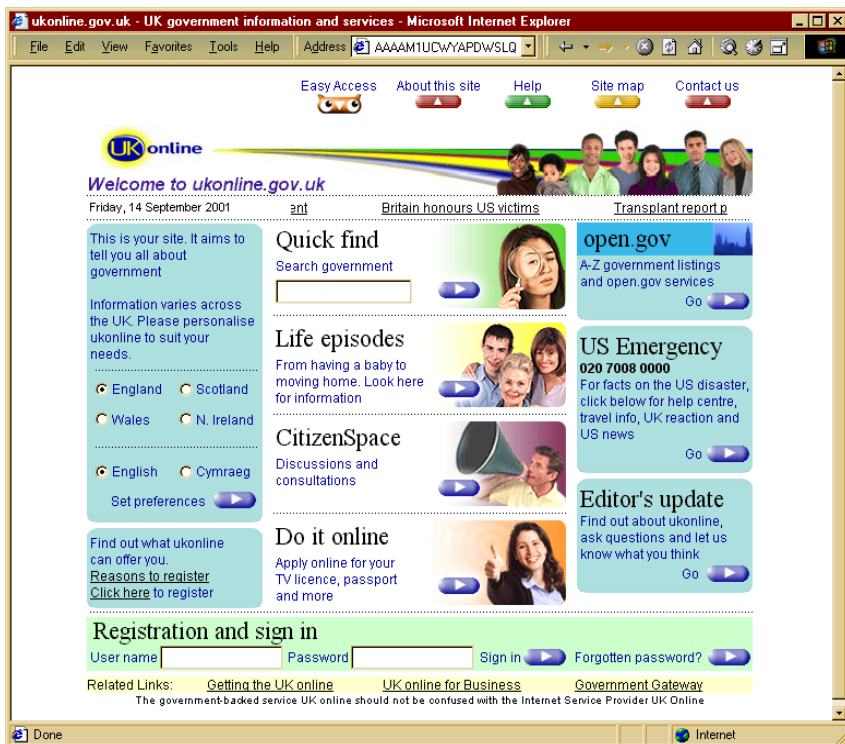 ukonline.gov.uk - UK government information and services - Microsoft Internet Explorer
File Edit View Favorites Tools Help Address AAAAM1UCWYAPDWSLQ
Easy Access About this site Help Site map Contact us
UK online
Welcome to ukonline.gov.uk
Friday, 14 September 2001 ent Britain honours US victims Transplant report p
This is your site. It aims to
tell you all about
government
Information varies across
the UK. Please personalise
ukonline to suit your
needs.
England Scotland
Wales N. Ireland
English Cymraeg
Set preferences
Find out what ukonline
can offer you.
Reasons to register
Click here to register
Quick find
Search government
Life episodes
From having a baby to
moving home. Look here
for information
CitizenSpace
Discussions and
consultations
Do it online
Apply online for your
TV licence, passport
and more
open.gov
A-Z government listings
and open.gov services
Go
US Emergency
020 7008 0000
For facts on the US disaster,
click below for help centre,
travel info, UK reaction and
US news
Go
Editor's update
Find out about ukonline,
ask questions and let us
know what you think
Go
Registration and sign in
User name Password Sign in Forgotten password?
Related Links: Getting the UK online UK online for Business Government Gateway
The government-backed service UK online should not be confused with the Internet Service Provider UK Online
Done Internet